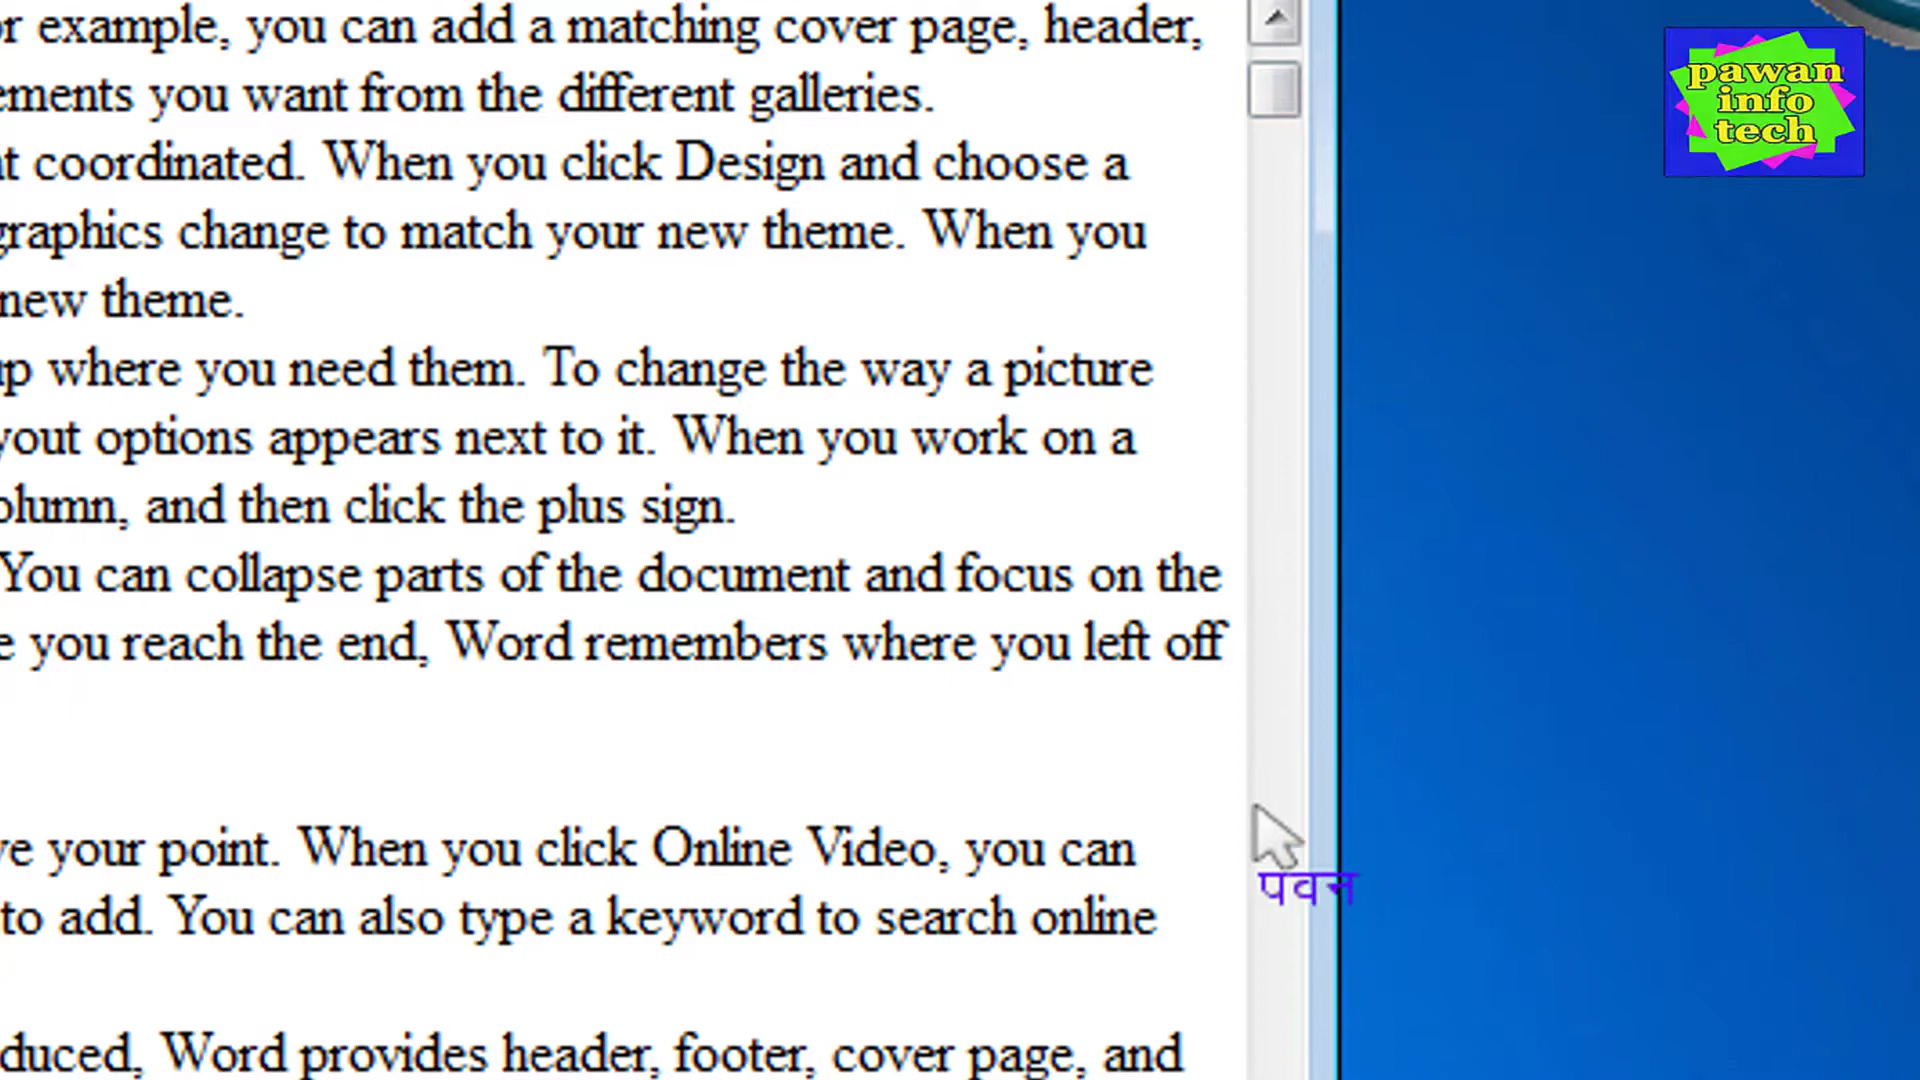 example, you can add a matching cover page, header,
you want from the different galleries.
coordinated. When you click Design and choose a
graphics change to match your new theme. When you
new theme.
where you need them. To change the way a picture
options appears next to it. When you work on a
and then click the plus sign.
You can collapse parts of the document and focus on the
you reach the end, Word remembers where you left off
your point. When you click Online Video, you can
to add. You can also type a keyword to search online
Word provides header, footer, cover page, and
pawan
info
tech
पवन